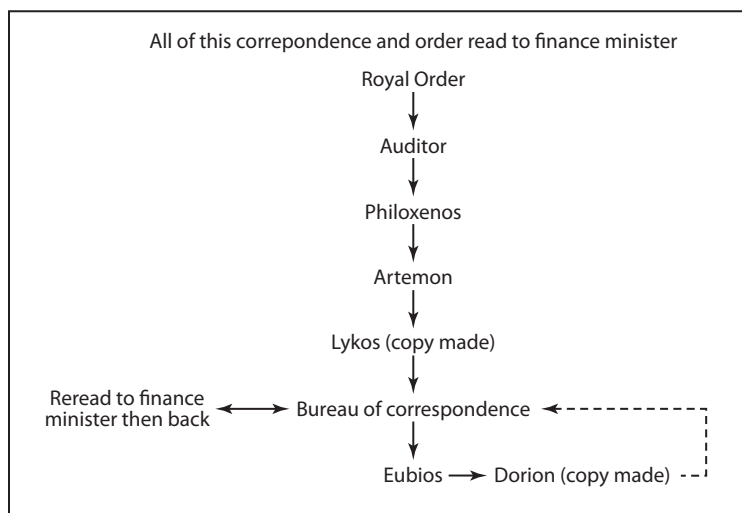 All of this correpondence and order read to finance minister
Royal Order
Auditor
Philoxenos
Artemon
Lykos (copy made)
Reread to finance
minister then back
Bureau of correspondence
Eubios
Dorion (copy made)